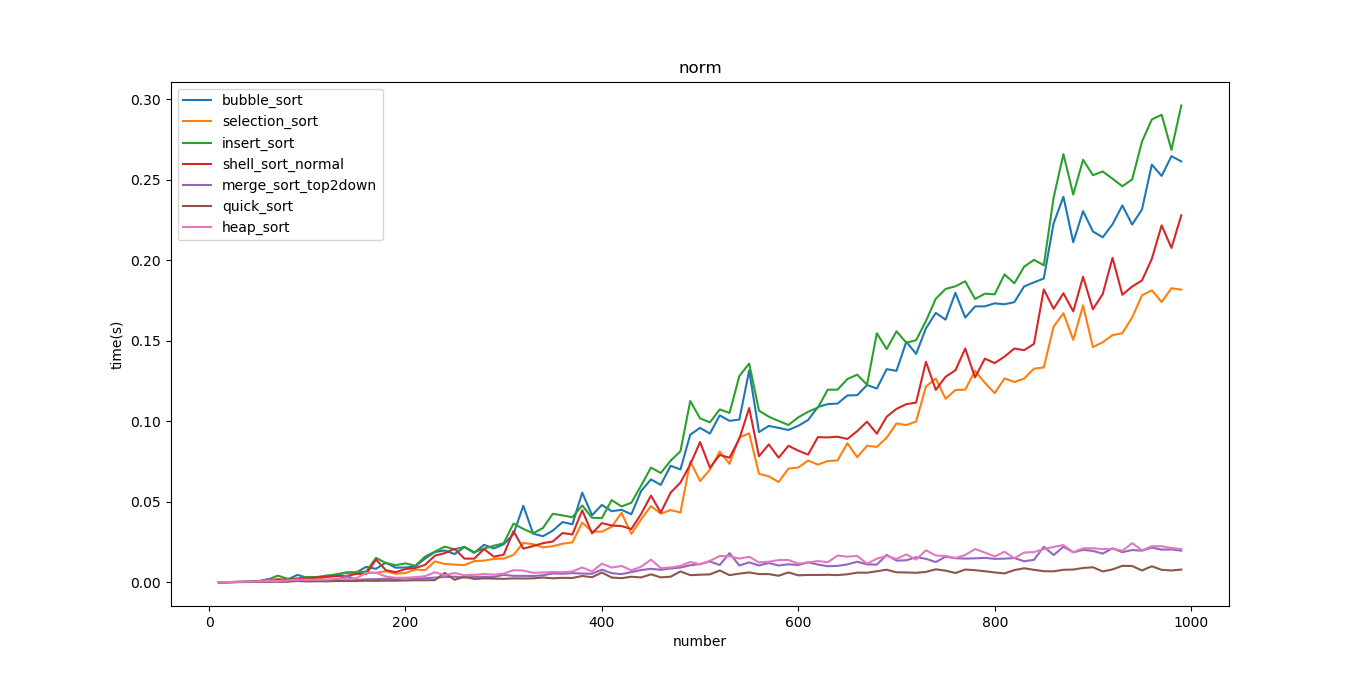 norm
bubble_sort
selection_sort
insert_sort
shell_sort_normal
merge_sort_top2down
quick_sort
heap_sort
time(s)
0.30
0.25
0.20
0.15
0.10
0.05
0.00
0 200 400 600 800 1000
number